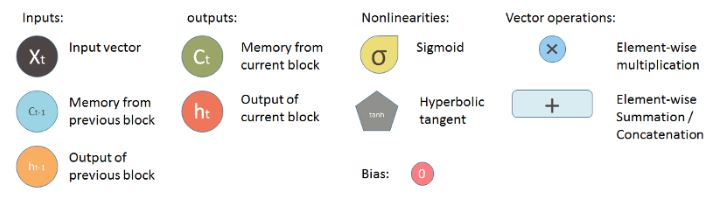 Inputs:
outputs:
Nonlinearities:
Vector operations:
Xt
Input vector
Ct
Memory from
current block
σ
Sigmoid
×
Element-wise
multiplication
Ct-1
Memory from
previous block
ht
Output of
current block
tanh
Hyperbolic
tangent
+
Element-wise
Summation /
Concatenation
ht-1
Output of
previous block
Bias:
0